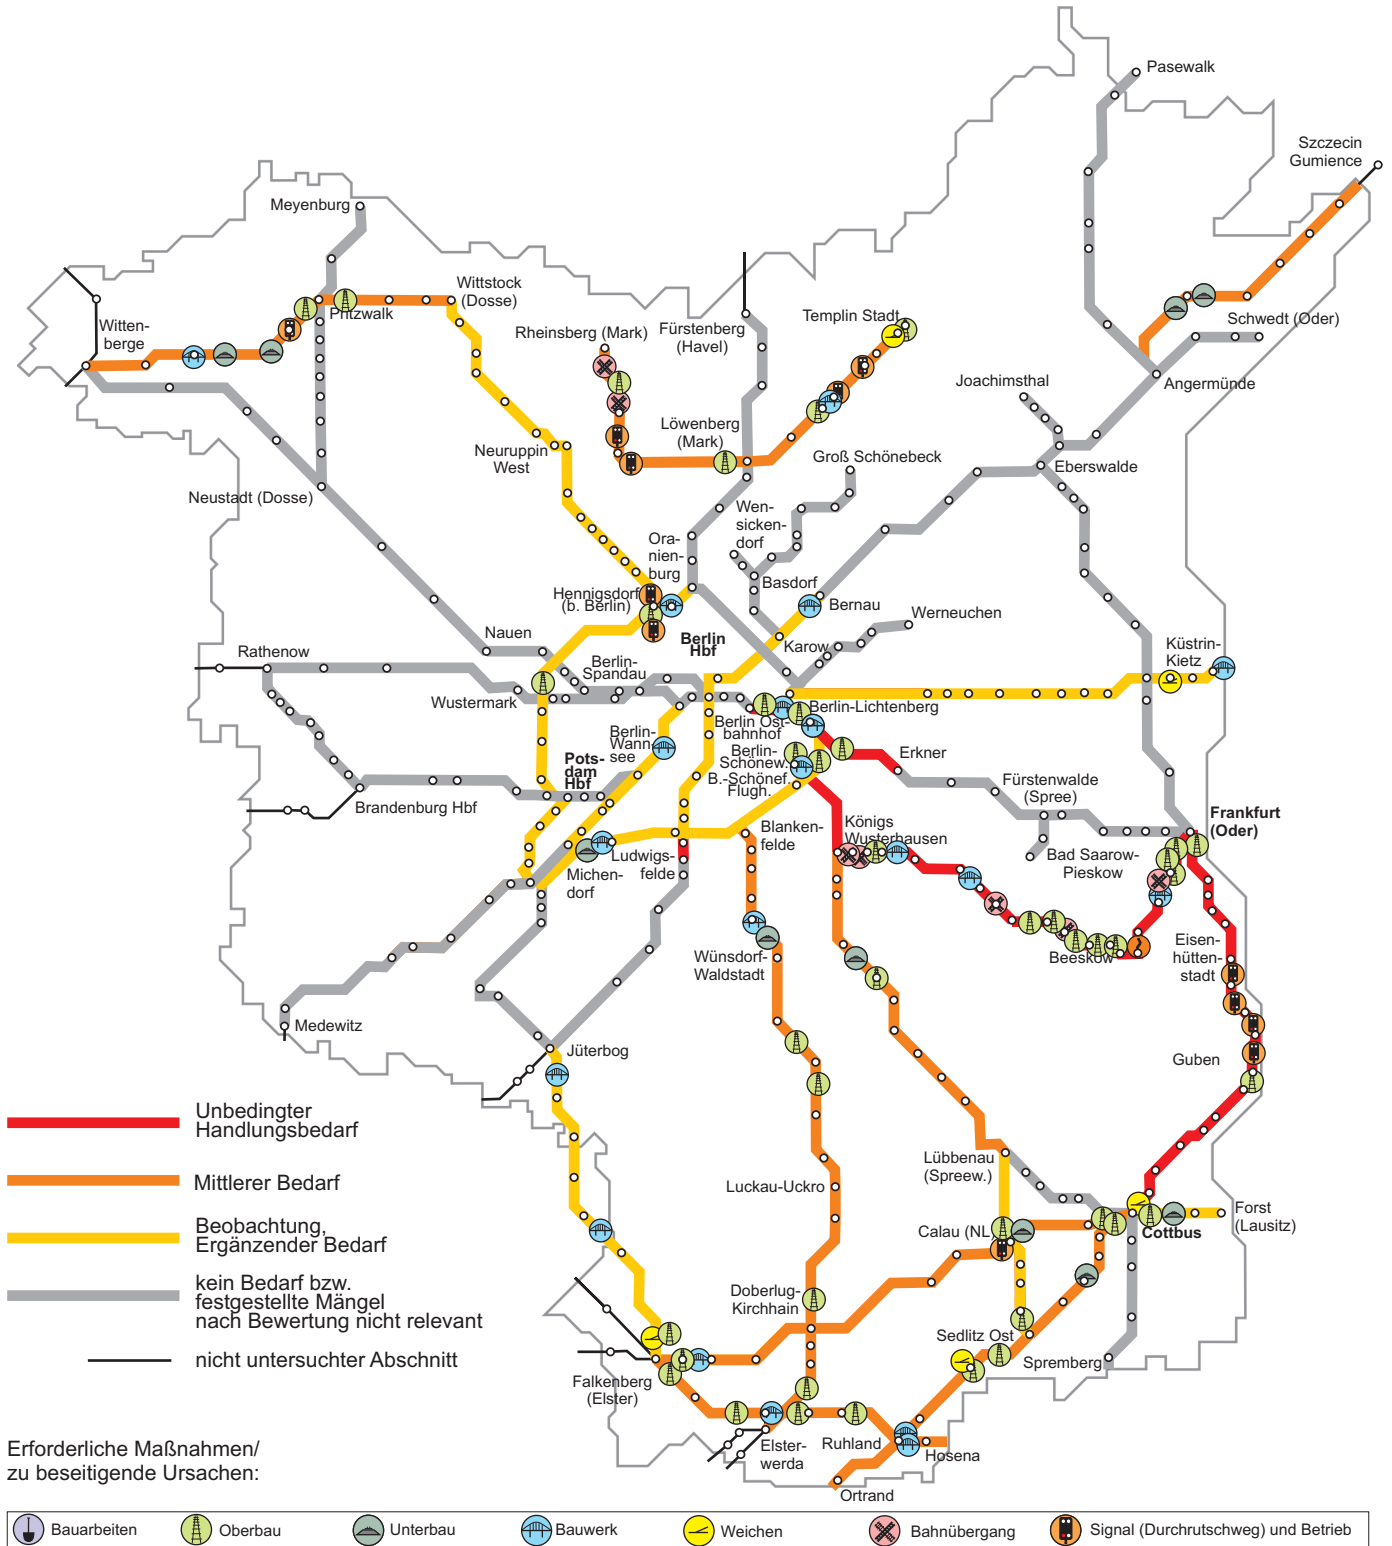 Pasewalk
Szczecin
Gumience
Meyenburg
Wittstock
(Dosse)
Pritzwalk
Witten-
berge
Rheinsberg (Mark)
Fürstenberg
(Havel)
Templin Stadt
Schwedt (Oder)
Joachimsthal
Angermünde
Löwenberg
(Mark)
Neuruppin
West
Groß Schönebeck
Eberswalde
Neustadt (Dosse)
Wen-
sicken-
dorf
Ora-
nien-
burg
Basdorf
Hennigsdorf
(b. Berlin)
Bernau
Werneuchen
Nauen
Berlin
Hbf
Karow
Küstrin-
Kietz
Rathenow
Berlin-
Spandau
Wustermark
Berlin-Lichtenberg
Berlin Ost-
bahnhof
Berlin-
Wann-
see
Berlin-
Schönew.
B.-Schönef.
Flugh.
Erkner
Pots-
dam
Hbf
Fürstenwalde
(Spree)
Brandenburg Hbf
Frankfurt
(Oder)
Königs
Wusterhausen
Blanken-
felde
Ludwigs-
felde
Michen-
dorf
Bad Saarow-
Pieskow
Eisen-
hütten-
stadt
Beeskow
Wünsdorf-
Waldstadt
Medewitz
Jüterbog
Guben
Unbedingter
Handlungsbedarf
Mittlerer Bedarf
Lübbenau
(Spreew.)
Luckau-Uckro
Forst
(Lausitz)
Beobachtung,
Ergänzender Bedarf
Calau (NL)
Cottbus
kein Bedarf bzw.
festgestellte Mängel
nach Bewertung nicht relevant
Doberlug-
Kirchhain
Sedlitz Ost
Spremberg
nicht untersuchter Abschnitt
Falkenberg
(Elster)
Elster-
werda
Ruhland
Hosena
Ortrand
Erforderliche Maßnahmen/
zu beseitigende Ursachen:
Bauarbeiten Oberbau Unterbau Bauwerk Weichen Bahnübergang Signal (Durchrutschweg) und Betrieb